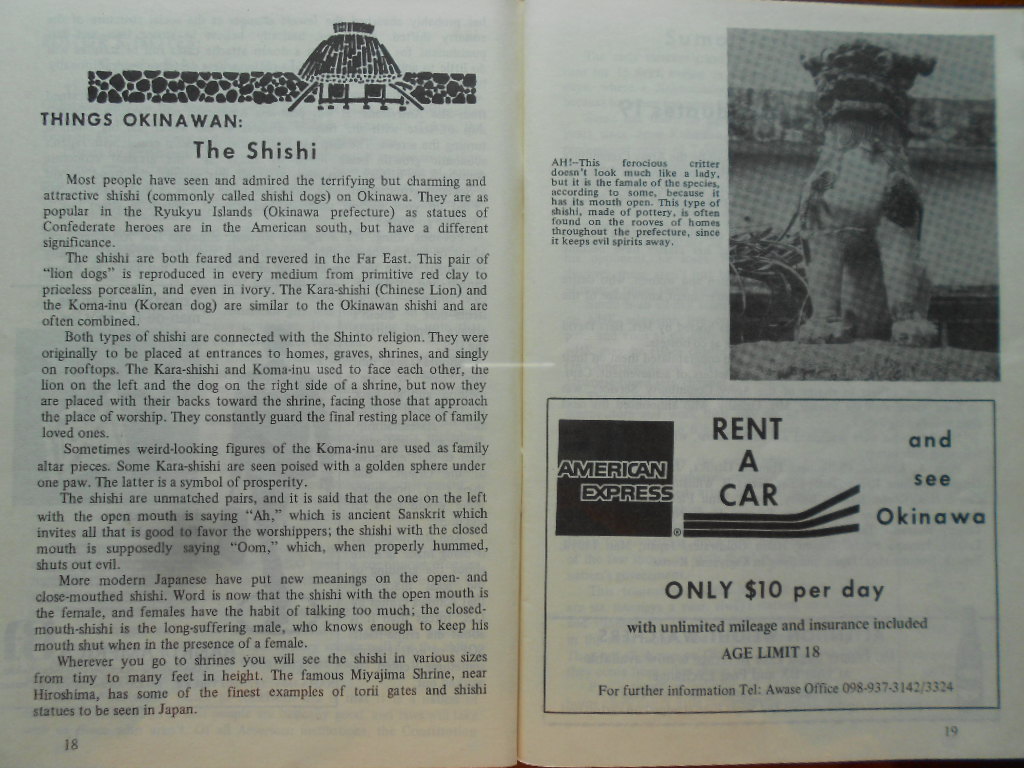 THINGS OKINAWAN:
The Shishi
Most people have seen and admired the terrifying but charming and
attractive shishi (commonly called shishi dogs) on Okinawa. They are as
popular in the Ryukyu Islands (Okinawa prefecture) as statues of
Confederate heroes are in the American south, but have a different
significance.
The shishi are both feared and revered in the Far East. This pair of
“lion dogs” is reproduced in every medium from primitive red clay to
priceless porcealin, and even in ivory. The Kara-shishi (Chinese Lion) and
the Koma-inu (Korean dog) are similar to the Okinawan shishi and are
often combined.
Both types of shishi are connected with the Shinto religion. They were
originally to be placed at entrances to homes, graves, shrines, and singly
on rooftops. The Kara-shishi and Koma-inu used to face each other, the
lion on the left and the dog on the right side of a shrine, but now they
are placed with their backs toward the shrine, facing those that approach
the place of worship. They constantly guard the final resting place of family
loved ones.
Sometimes weird-looking figures of the Koma-inu are used as family
altar pieces. Some Kara-shishi are seen poised with a golden sphere under
one paw. The latter is a symbol of prosperity.
The shishi are unmatched pairs, and it is said that the one on the left
with the open mouth is saying “Ah,” which is ancient Sanskrit which
invites all that is good to favor the worshippers; the shishi with the closed
mouth is supposedly saying “Oom,” which, when properly hummed,
shuts out evil.
More modern Japanese have put new meanings on the open- and
close-mouthed shishi. Word is now that the shishi with the open mouth is
the female, and females have the habit of talking too much; the closed-
mouth-shishi is the long-suffering male, who knows enough to keep his
mouth shut when in the presence of a female.
Wherever you go to shrines you will see the shishi in various sizes
from tiny to many feet in height. The famous Miyajima Shrine, near
Hiroshima, has some of the finest examples of torii gates and shishi
statues to be seen in Japan.
18
AH!—This ferocious critter
doesn't look much like a lady,
but it is the famale of the species,
according to some, because it
has its mouth open. This type of
shishi, made of pottery, is often
found on the rooves of homes
throughout the prefecture, since
it keeps evil spirits away.
AMERICAN
EXPRESS®
RENT
A
CAR
and
see
Okinawa
ONLY $10 per day
with unlimited mileage and insurance included
AGE LIMIT 18
For further information Tel: Awase Office 098-937-3142/3324
19